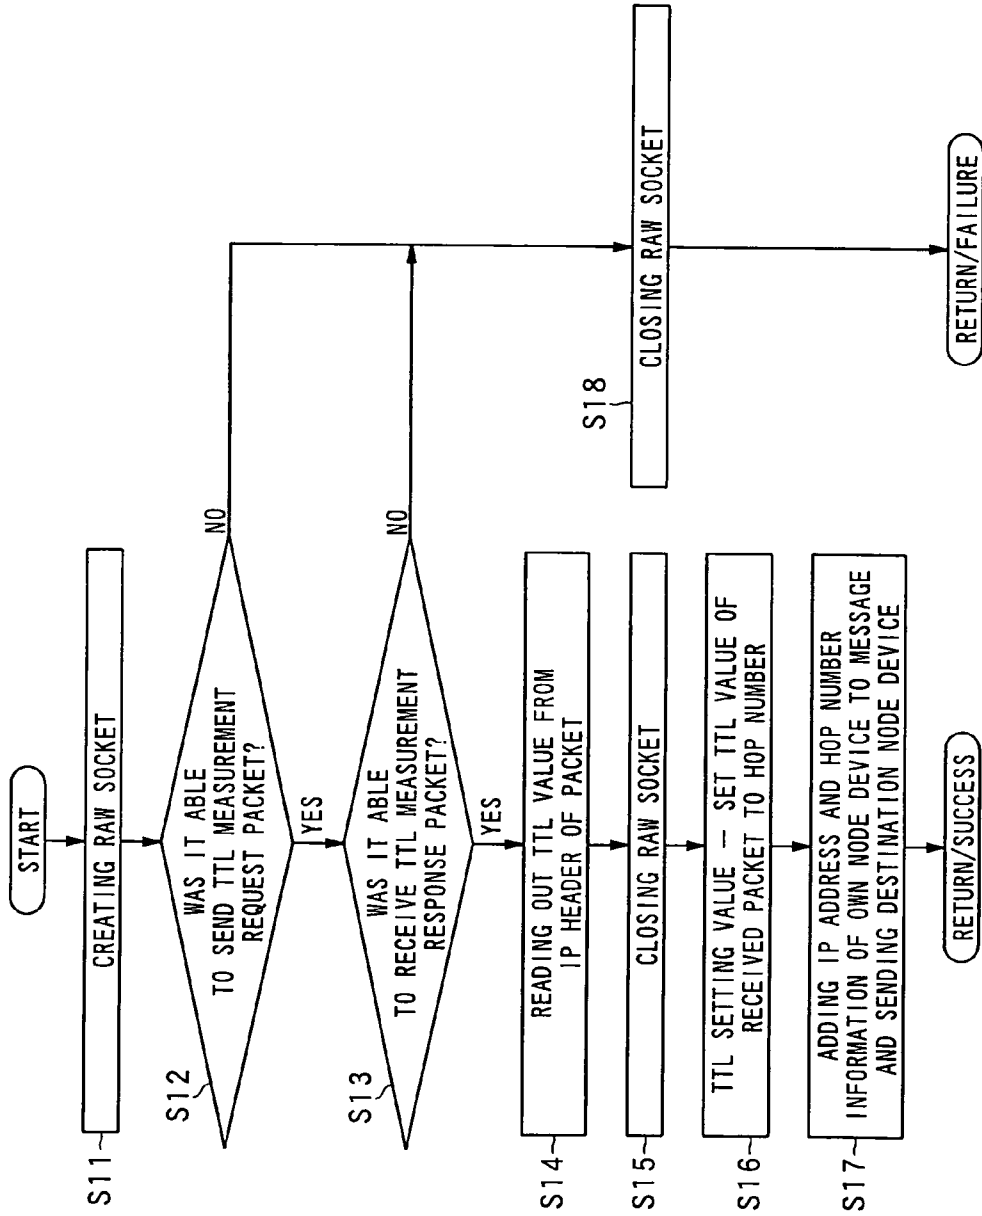 START
S11
CREATING RAW SOCKET
S12
WAS IT ABLE
TO SEND TTL MEASUREMENT
REQUEST PACKET?
NO
YES
S13
WAS IT ABLE
TO RECEIVE TTL MEASUREMENT
RESPONSE PACKET?
NO
YES
S14
READING OUT TTL VALUE FROM
IP HEADER OF PACKET
S15
CLOSING RAW SOCKET
S18
CLOSING RAW SOCKET
S16
TTL SETTING VALUE — SET TTL VALUE OF
RECEIVED PACKET TO HOP NUMBER
S17
ADDING IP ADDRESS AND HOP NUMBER
INFORMATION OF OWN NODE DEVICE TO MESSAGE
AND SENDING DESTINATION NODE DEVICE
RETURN/SUCCESS
RETURN/FAILURE